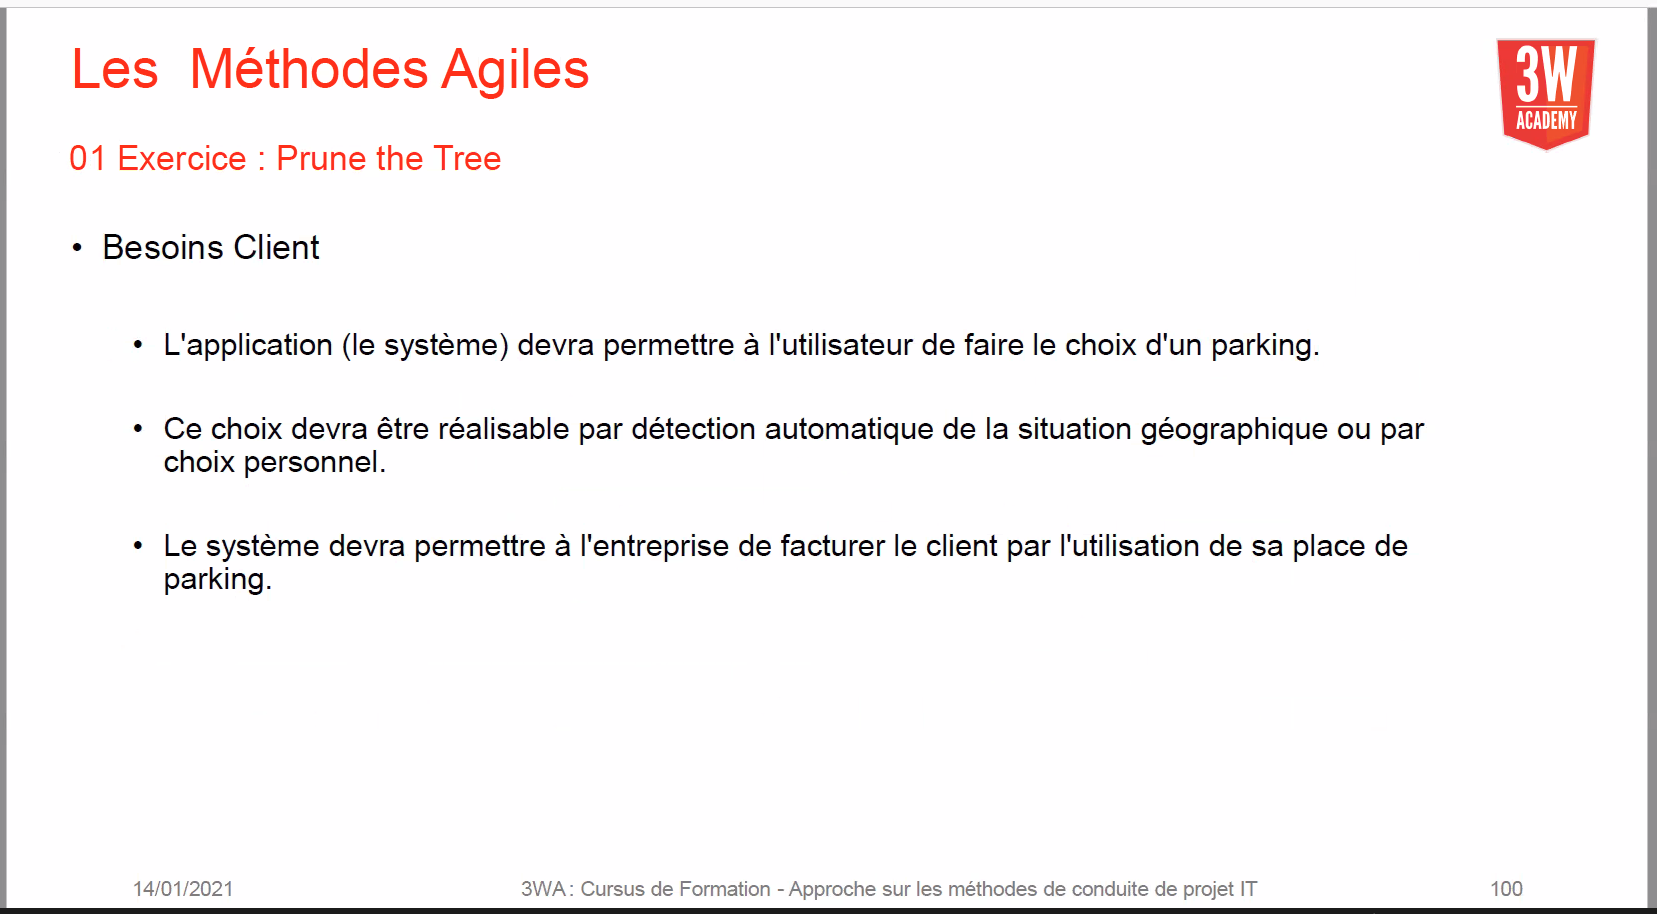 Les Méthodes Agiles
3W
ACADEMY
01 Exercice : Prune the Tree
• Besoins Client
• L'application (le système) devra permettre à l'utilisateur de faire le choix d'un parking.
• Ce choix devra être réalisable par détection automatique de la situation géographique ou par
choix personnel.
• Le système devra permettre à l'entreprise de facturer le client par l'utilisation de sa place de
parking.
14/01/2021
3WA : Cursus de Formation - Approche sur les méthodes de conduite de projet IT
100